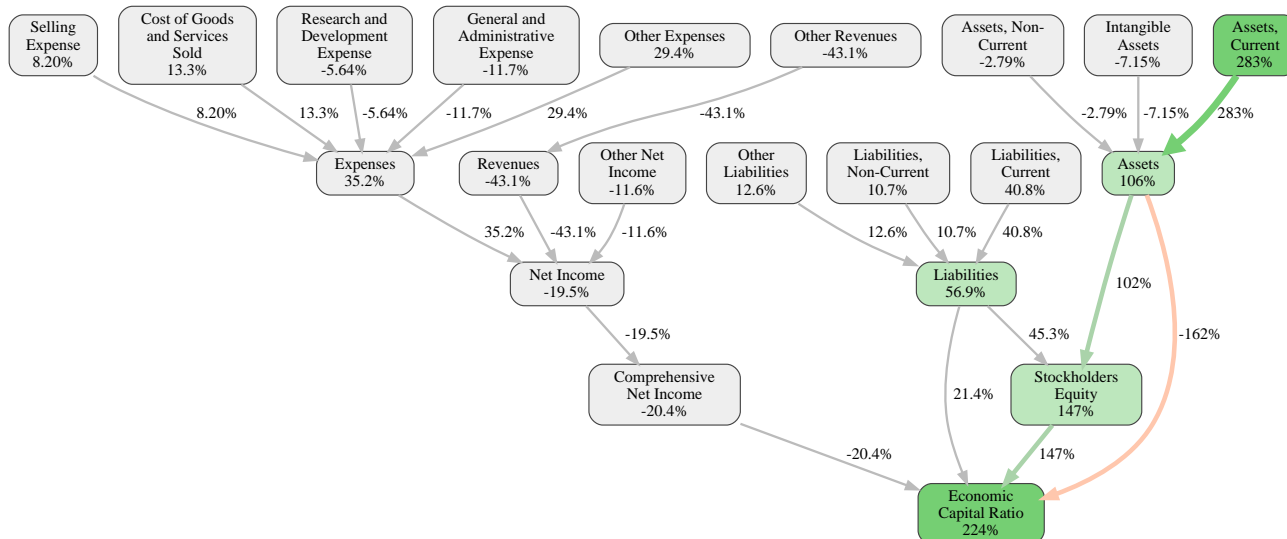 Selling
Expense
8.20%
Cost of Goods
and Services
Sold
13.3%
Research and
Development
Expense
-5.64%
General and
Administrative
Expense
-11.7%
Other Expenses
29.4%
Other Revenues
-43.1%
Assets, Non-
Current
-2.79%
Intangible
Assets
-7.15%
Assets,
Current
283%
8.20%
13.3%
-5.64%
-11.7%
29.4%
-43.1%
-2.79%
-7.15%
283%
Expenses
35.2%
Revenues
-43.1%
Other Net
Income
-11.6%
Other
Liabilities
12.6%
Liabilities,
Non-Current
10.7%
Liabilities,
Current
40.8%
Assets
106%
35.2%
-43.1%
-11.6%
12.6%
10.7%
40.8%
Net Income
-19.5%
Liabilities
56.9%
102%
-19.5%
45.3%
-162%
Comprehensive
Net Income
-20.4%
21.4%
Stockholders
Equity
147%
-20.4%
147%
Economic
Capital Ratio
224%